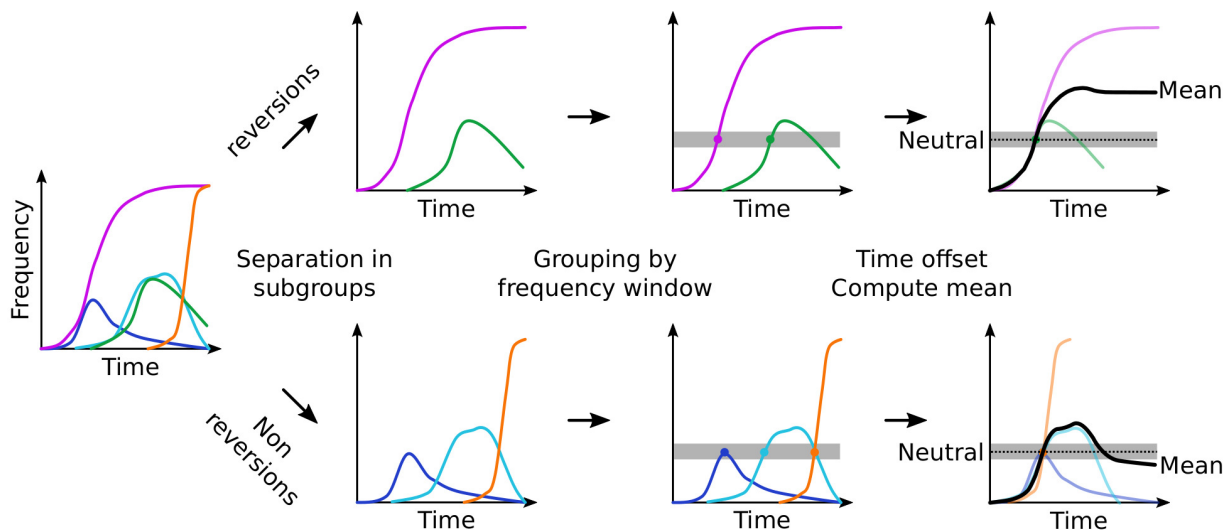 reversions
Time
Time
Neutral
Mean
Time
Frequency
Time
Separation in
subgroups
Grouping by
frequency window
Time offset
Compute mean
Non
reversions
Time
Time
Neutral
Mean
Time